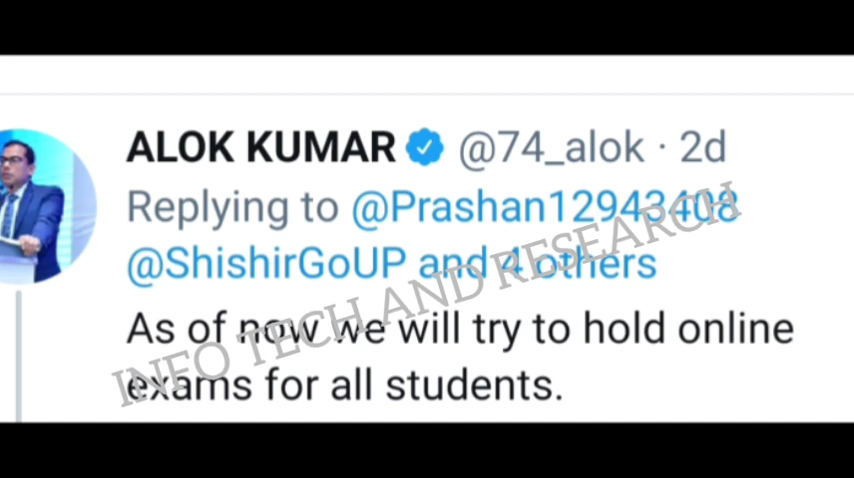 ALOK KUMAR @74_alok · 2d
Replying to @Prashan12943408
@ShishirGoUP and 4 others
As of now we will try to hold online
exams for all students.
INFO TECH AND RESEARCH